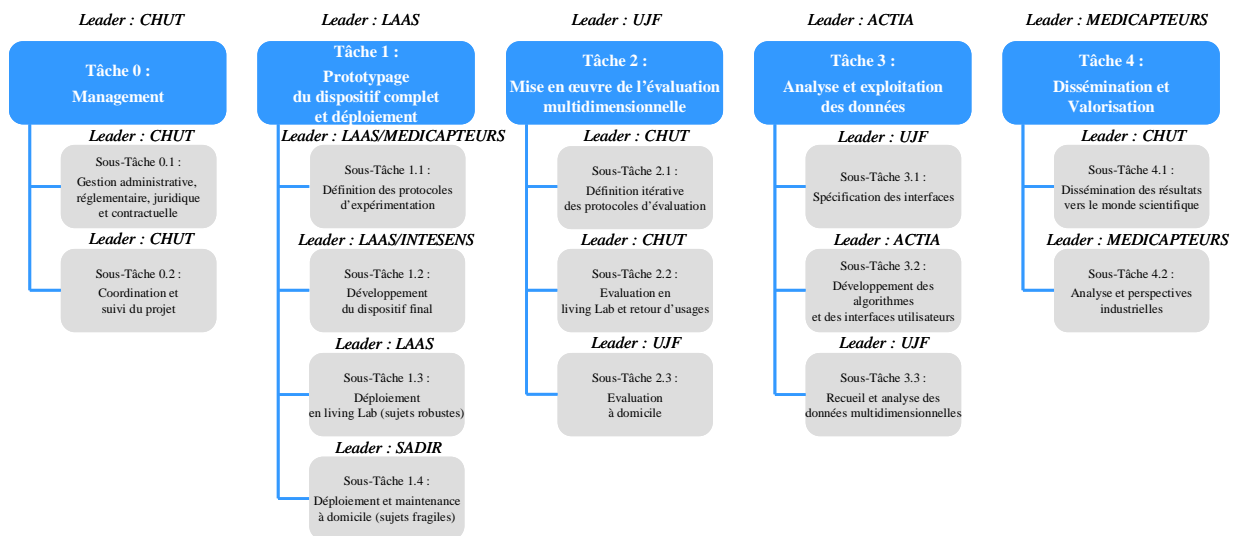 Leader : CHUT
Tâche 0 :
Management
Leader : CHUT
Sous-Tâche 0.1 :
Gestion administrative,
réglementaire, juridique
et contractuelle
Leader : CHUT
Sous-Tâche 0.2 :
Coordination et
suivi du projet
Leader : LAAS
Tâche 1 :
Prototypage
du dispositif complet
et déploiement
Leader : LAAS/MEDICAPTEURS
Sous-Tâche 1.1 :
Définition des protocoles
d’expérimentation
Leader : LAAS/INTESENS
Sous-Tâche 1.2 :
Développement
du dispositif final
Leader : LAAS
Sous-Tâche 1.3 :
Déploiement
en living Lab (sujets robustes)
Leader : SADIR
Sous-Tâche 1.4 :
Déploiement et maintenance
à domicile (sujets fragiles)
Leader : UJF
Tâche 2 :
Mise en œuvre de l’évaluation
multidimensionnelle
Leader : CHUT
Sous-Tâche 2.1 :
Définition itérative
des protocoles d’évaluation
Leader : CHUT
Sous-Tâche 2.2 :
Evaluation en
living Lab et retour d’usages
Leader : UJF
Sous-Tâche 2.3 :
Evaluation
à domicile
Leader : ACTIA
Tâche 3 :
Analyse et exploitation
des données
Leader : UJF
Sous-Tâche 3.1 :
Spécification des interfaces
Leader : ACTIA
Sous-Tâche 3.2 :
Développement des
algorithmes
et des interfaces utilisateurs
Leader : UJF
Sous-Tâche 3.3 :
Recueil et analyse des
données multidimensionnelles
Leader : MEDICAPTEURS
Tâche 4 :
Dissémination et
Valorisation
Leader : CHUT
Sous-Tâche 4.1 :
Dissémination des résultats
vers le monde scientifique
Leader : MEDICAPTEURS
Sous-Tâche 4.2 :
Analyse et perspectives
industrielles